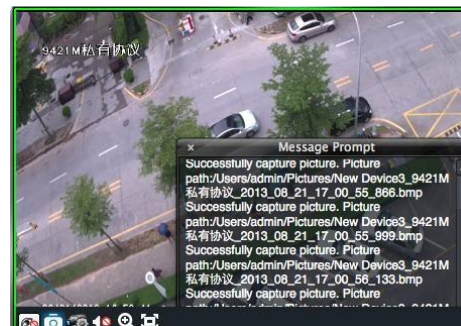 9421M私有协议
Message Prompt
Successfully capture picture. Picture
path:/Users/admin/Pictures/New Device3_9421M
私有协议_2013_08_21_17_00_55_866.bmp
Successfully capture picture. Picture
path:/Users/admin/Pictures/New Device3_9421M
私有协议_2013_08_21_17_00_55_999.bmp
Successfully capture picture. Picture
path:/Users/admin/Pictures/New Device3_9421M
私有协议_2013_08_21_17_00_56_133.bmp
Successfully capture picture. Picture
path:/Users/admin/Pictures/New Device3_9421M